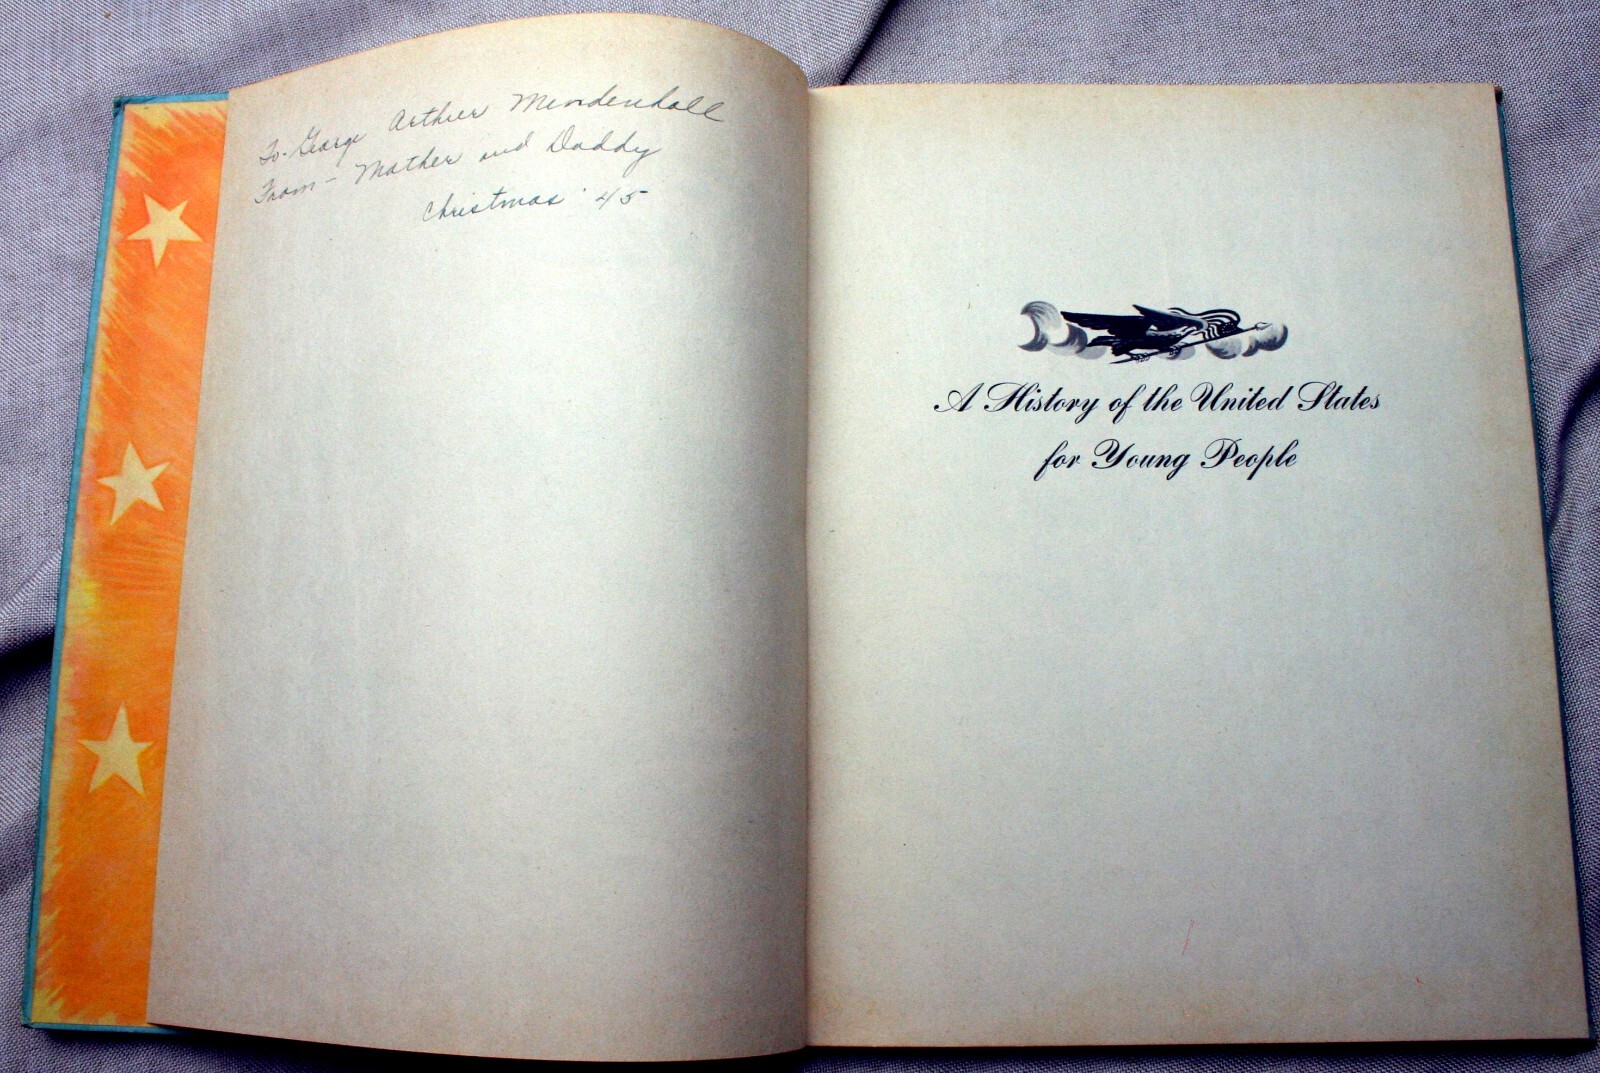 To- George Arthur Mendenhall
From - Mother and Daddy
Christmas '45
A History of the United States
for Young People